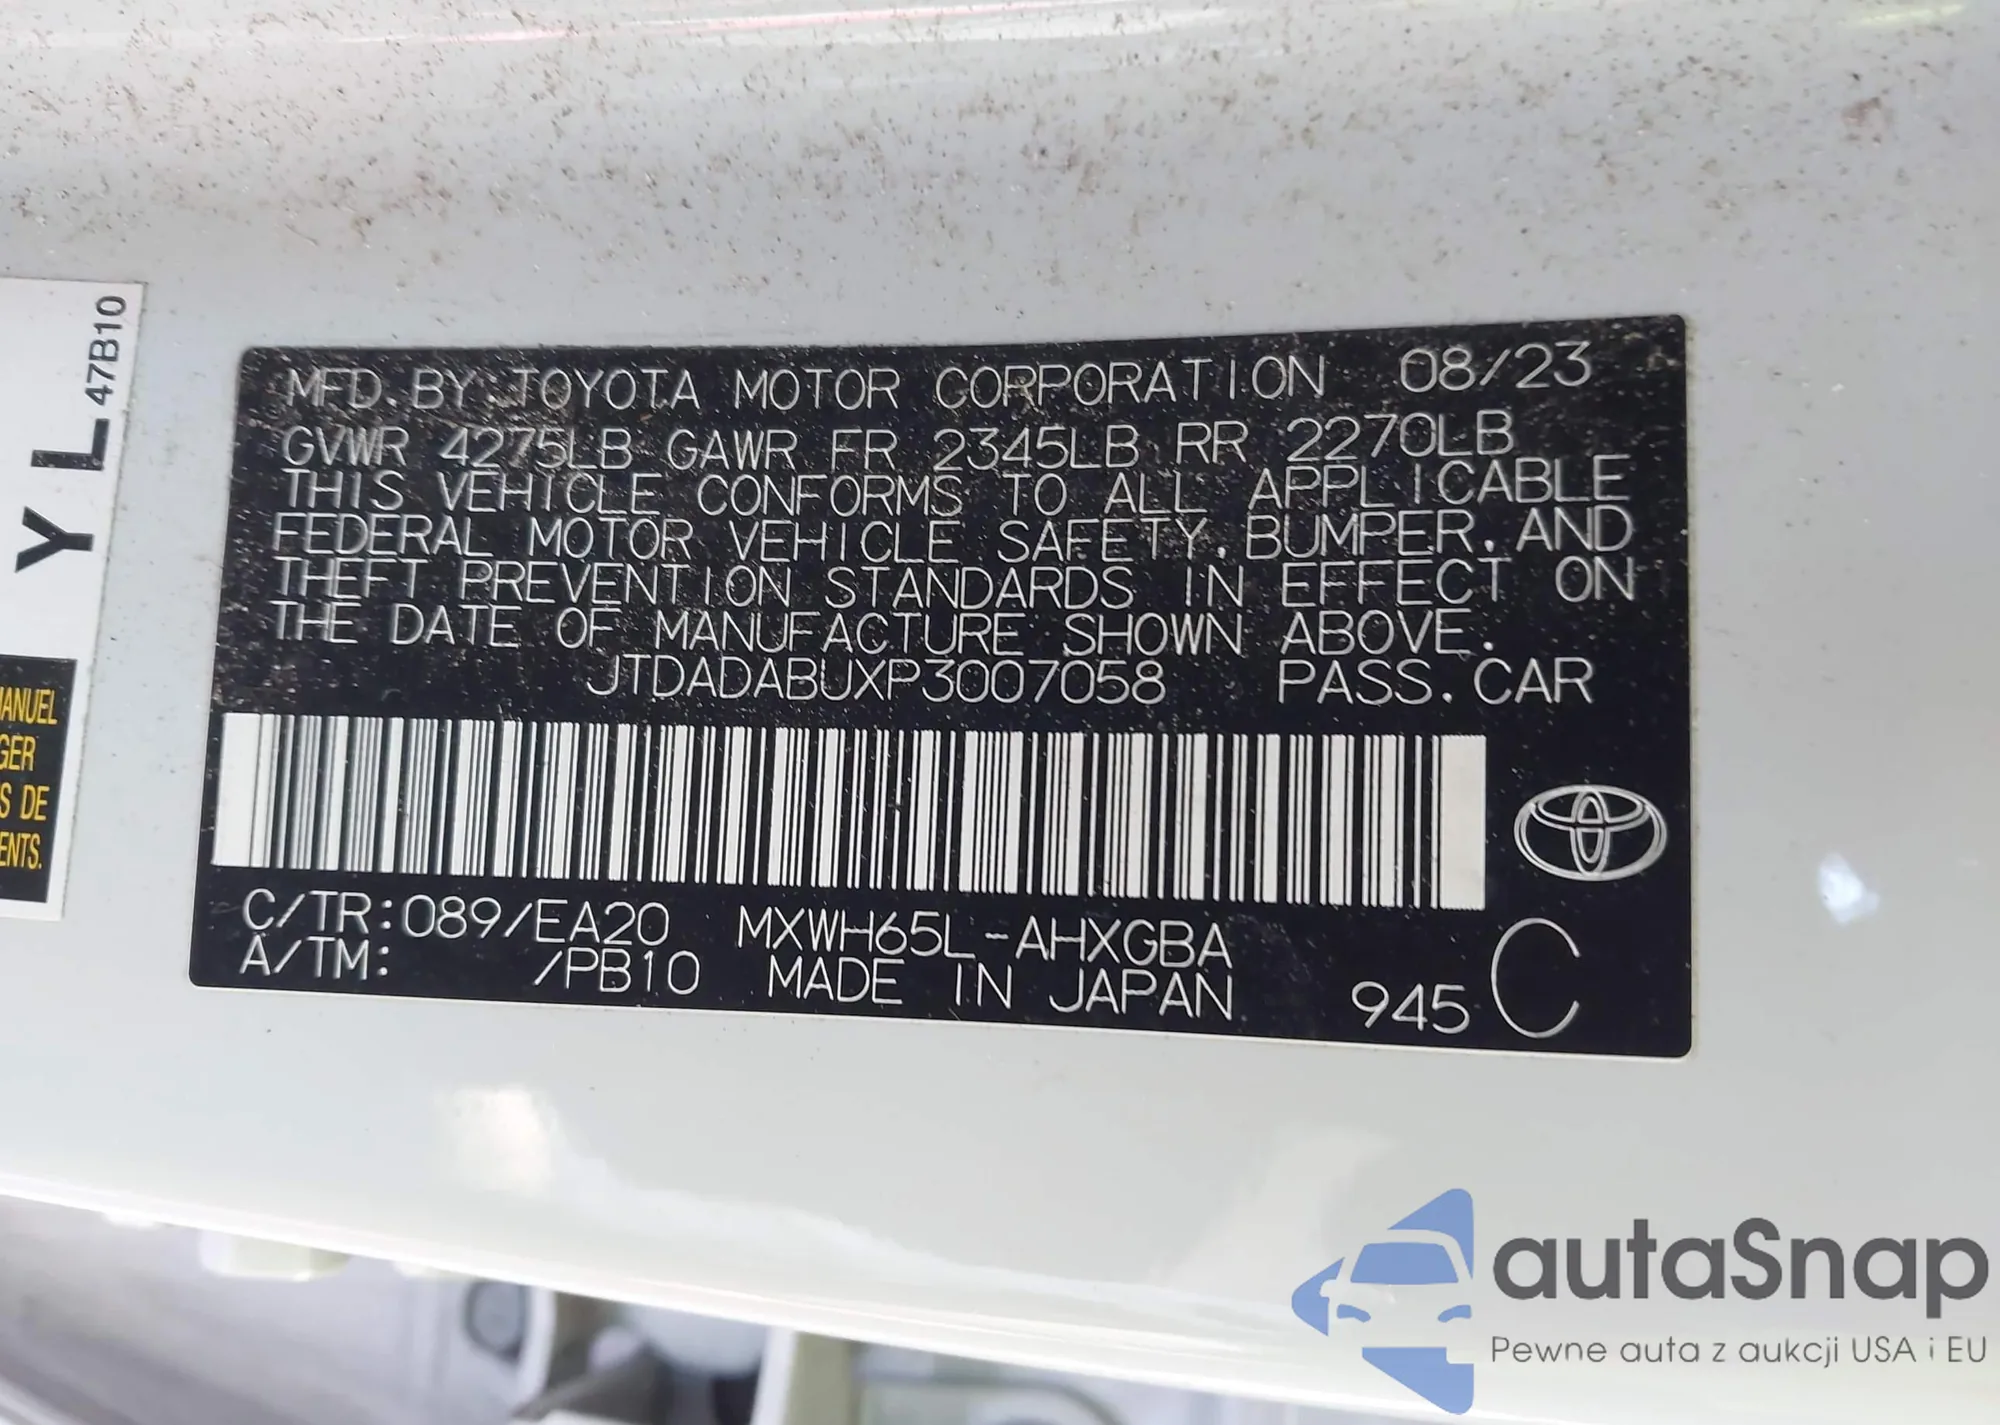 MFD. BY TOYOTA MOTOR CORPORATION 08/23
GVWR 4275LB GAWR FR 2345LB RR 2270LB
THIS VEHICLE CONFORMS TO ALL APPLICABLE
FEDERAL MOTOR VEHICLE SAFETY, BUMPER, AND
THEFT PREVENTION STANDARDS IN EFFECT ON
THE DATE OF MANUFACTURE SHOWN ABOVE.
JTDADABUXP3007058 PASS. CAR
C/TR:089/EA20 MXWH65L-AHXGBA
A/TM: /PB10 MADE IN JAPAN 945 C
YL 47B10
MANUEL
GER
S DE
ENTS.
autaSnap
Pewne auta z aukcji USA i EU